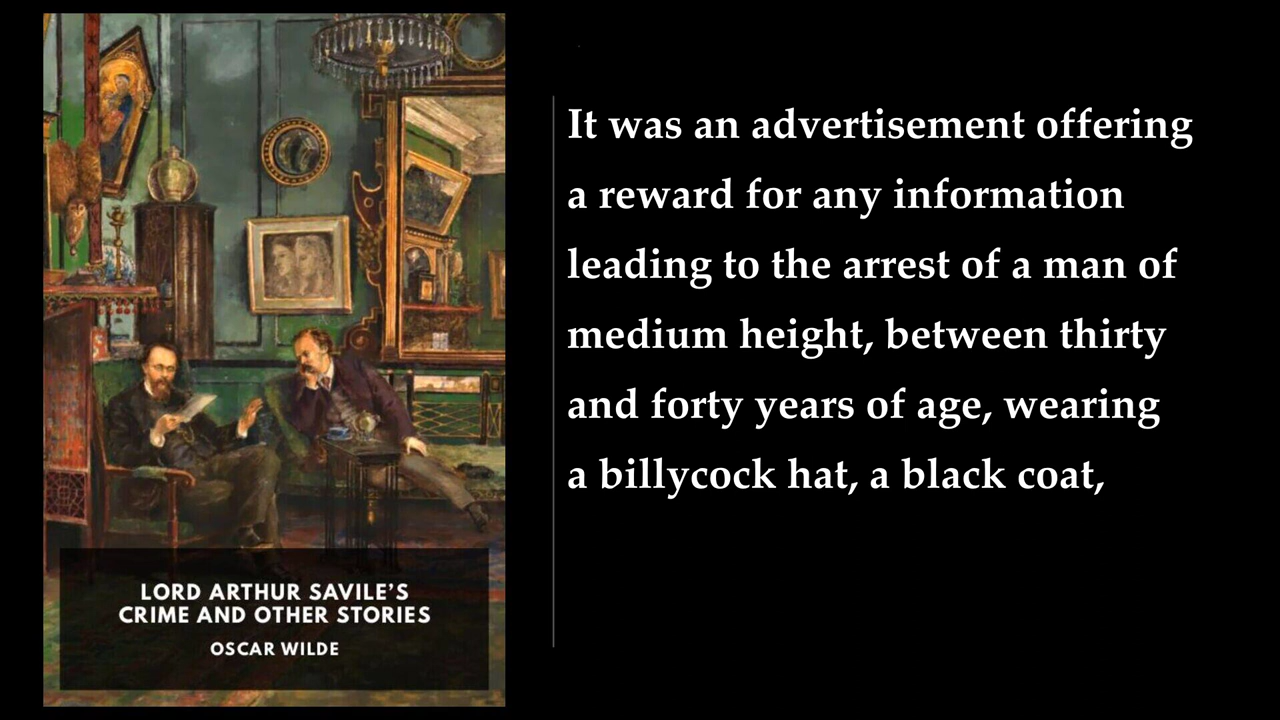 LORD ARTHUR SAVILE’S
CRIME AND OTHER STORIES
OSCAR WILDE
It was an advertisement offering
a reward for any information
leading to the arrest of a man of
medium height, between thirty
and forty years of age, wearing
a billycock hat, a black coat,